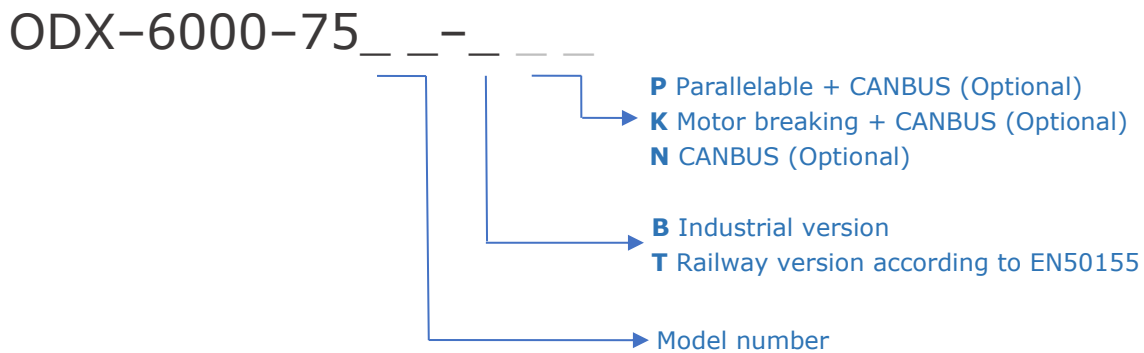 ODX–6000–75_ _–_ _ _
P Parallelable + CANBUS (Optional)
K Motor breaking + CANBUS (Optional)
N CANBUS (Optional)
B Industrial version
T Railway version according to EN50155
Model number